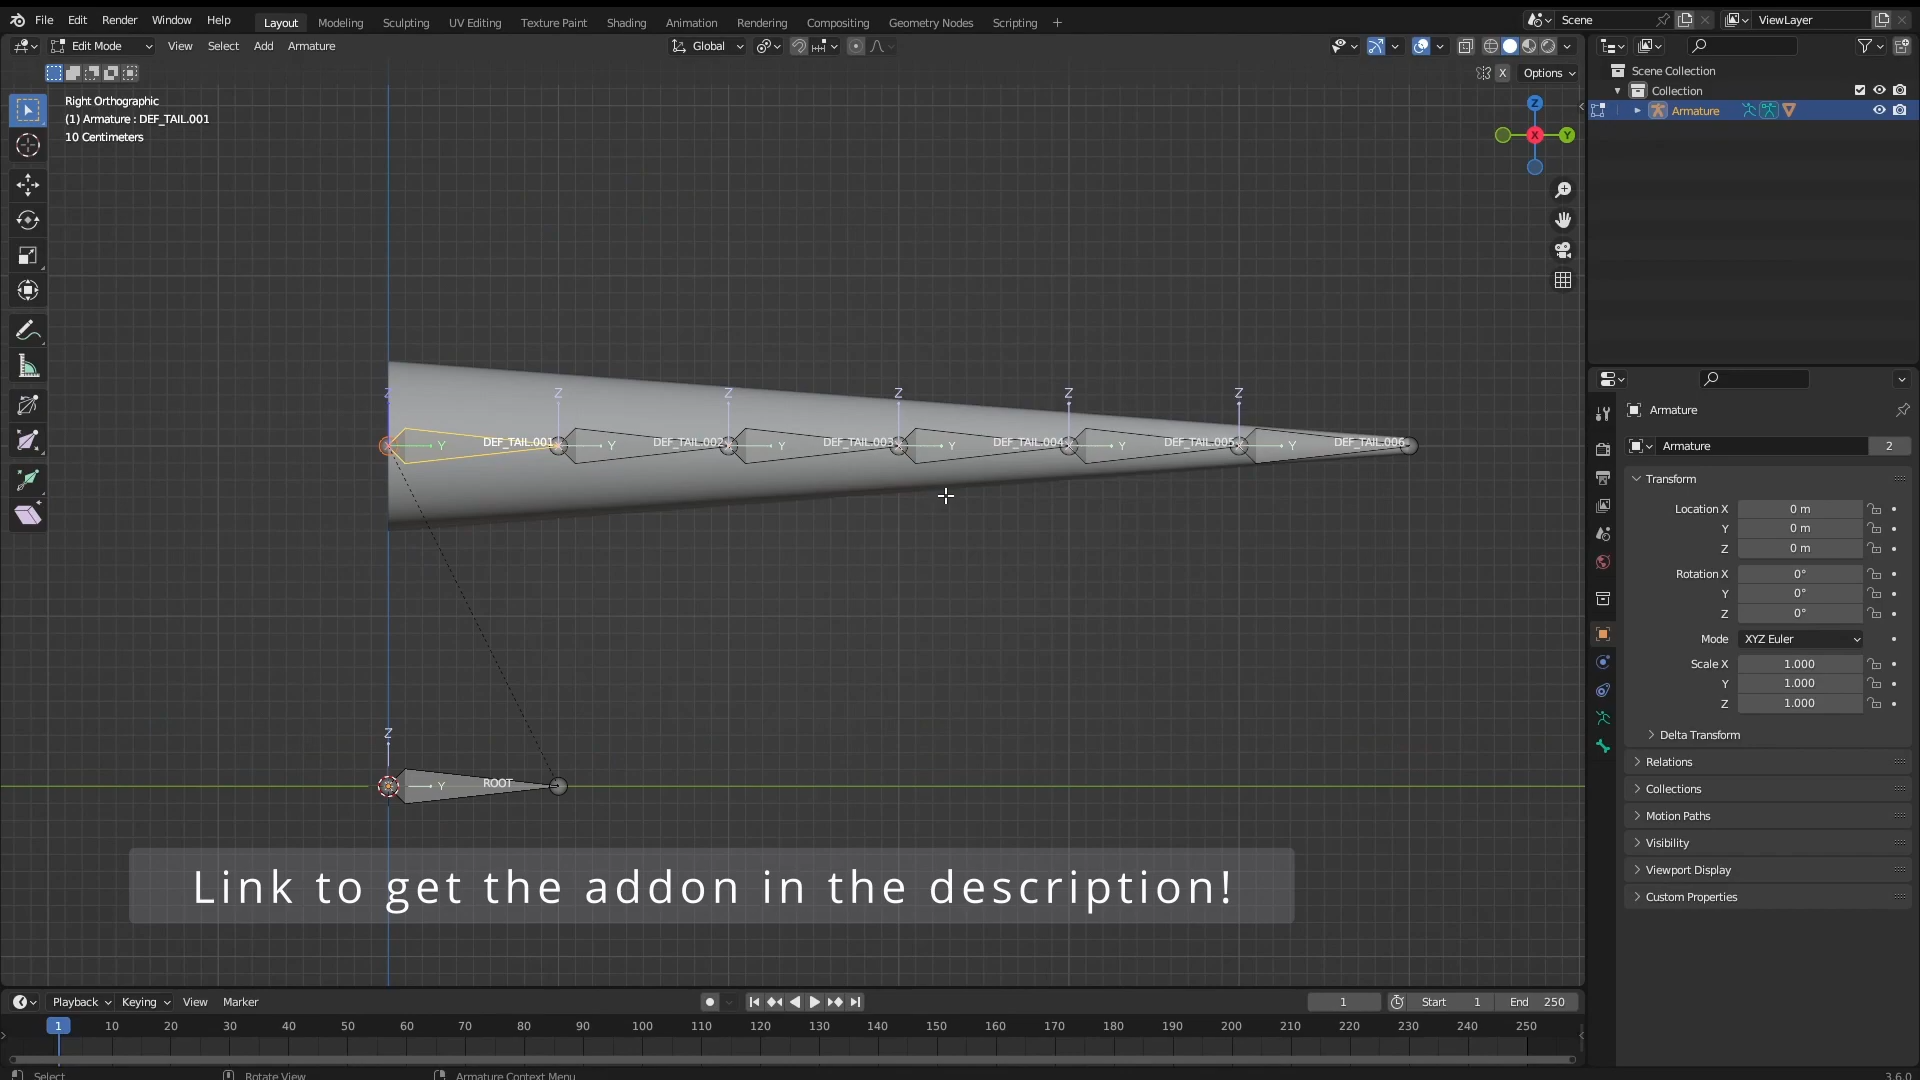 File Edit Render Window Help Layout Modeling Sculpting UV Editing Texture Paint Shading Animation Rendering Compositing Geometry Nodes Scripting + Scene ViewLayer
Edit Mode View Select Add Armature Global
X Options
Right Orthographic
(1) Armature : DEF_TAIL.001
10 Centimeters
Z
X Y
Scene Collection
Collection
Armature
Z Z Z Z Z Z
Y DEF_TAIL.001 Y DEF_TAIL.002 Y DEF_TAIL.003 Y DEF_TAIL.004 Y DEF_TAIL.005 Y DEF_TAIL.006
Z
Y ROOT
Link to get the addon in the description!
Armature
Armature 2
Transform
Location X 0 m
Y 0 m
Z 0 m
Rotation X 0°
Y 0°
Z 0°
Mode XYZ Euler
Scale X 1.000
Y 1.000
Z 1.000
Delta Transform
Relations
Collections
Motion Paths
Visibility
Viewport Display
Custom Properties
Playback Keying View Marker 1 Start 1 End 250
1 10 20 30 40 50 60 70 80 90 100 110 120 130 140 150 160 170 180 190 200 210 220 230 240 250
Select Rotate View Armature Context Menu 3.6.0